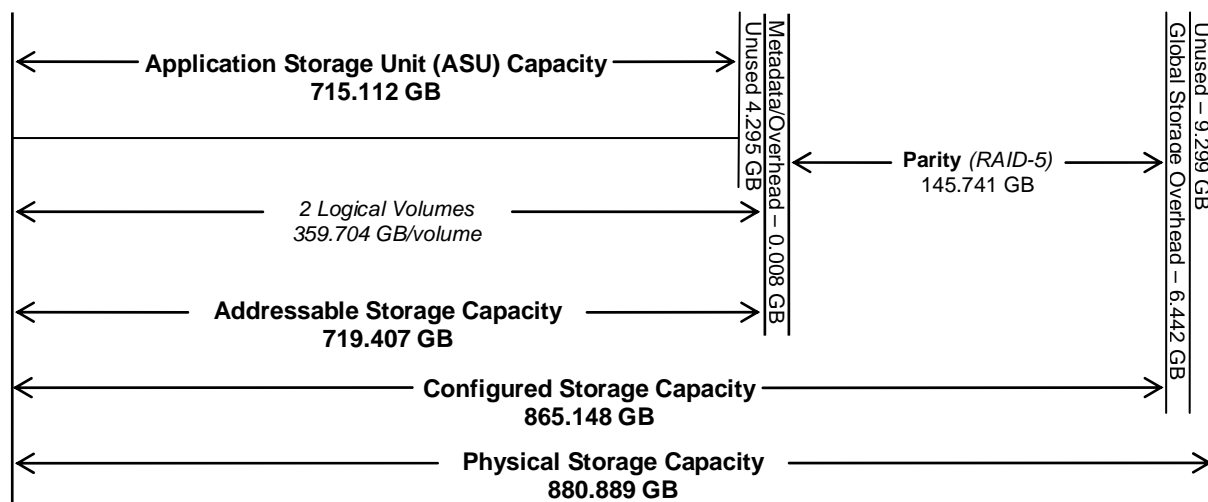 Application Storage Unit (ASU) Capacity
715.112 GB
Unused 4.295 GB
Metadada/Overhead – 0.008 GB
Parity (RAID-5)
145.741 GB
Unused – 9.299 GB
Global Storage Overhead – 6.442 GB
2 Logical Volumes
359.704 GB/volume
Addressable Storage Capacity
719.407 GB
Configured Storage Capacity
865.148 GB
Physical Storage Capacity
880.889 GB